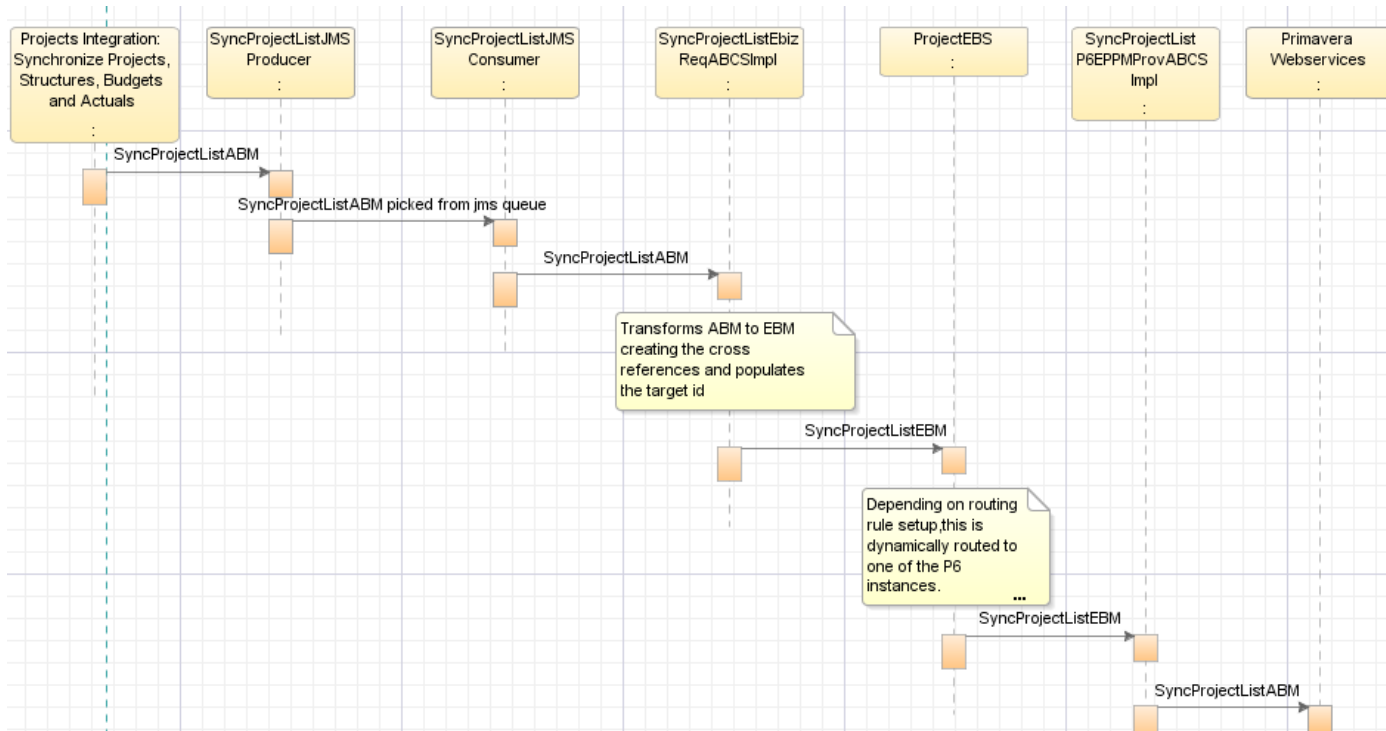 Projects Integration:
Synchronize Projects,
Structures, Budgets
and Actuals
:
SyncProjectListJMS
Producer
:
SyncProjectListJMS
Consumer
:
SyncProjectListEbiz
ReqABCSImpl
:
ProjectEBS
:
SyncProjectList
P6EPPMProvABCS
Impl
:
Primavera
Webservices
:
SyncProjectListABM
SyncProjectListABM picked from jms queue
SyncProjectListABM
Transforms ABM to EBM
creating the cross
references and populates
the target id
SyncProjectListEBM
Depending on routing
rule setup,this is
dynamically routed to
one of the P6
instances.
...
SyncProjectListEBM
SyncProjectListABM